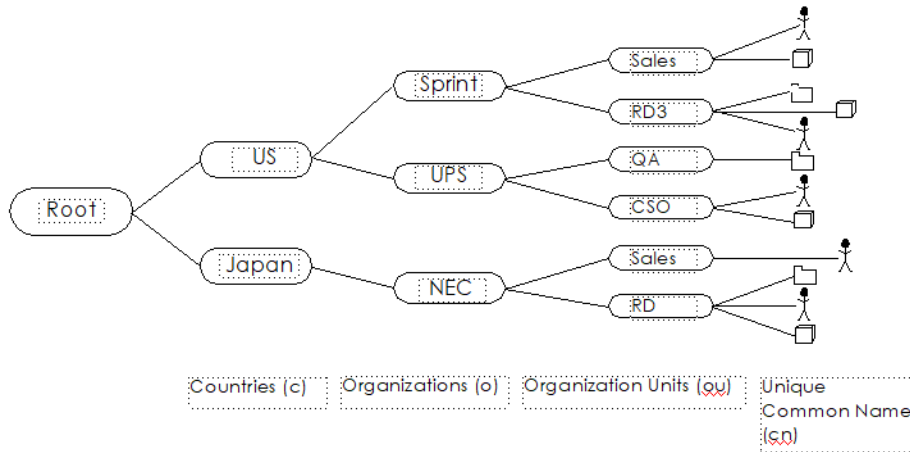 Root
US
Japan
Sprint
UPS
NEC
Sales
RD3
QA
CSO
Sales
RD
Countries (c)
Organizations (o)
Organization Units (ou)
Unique
Common Name
(cn)